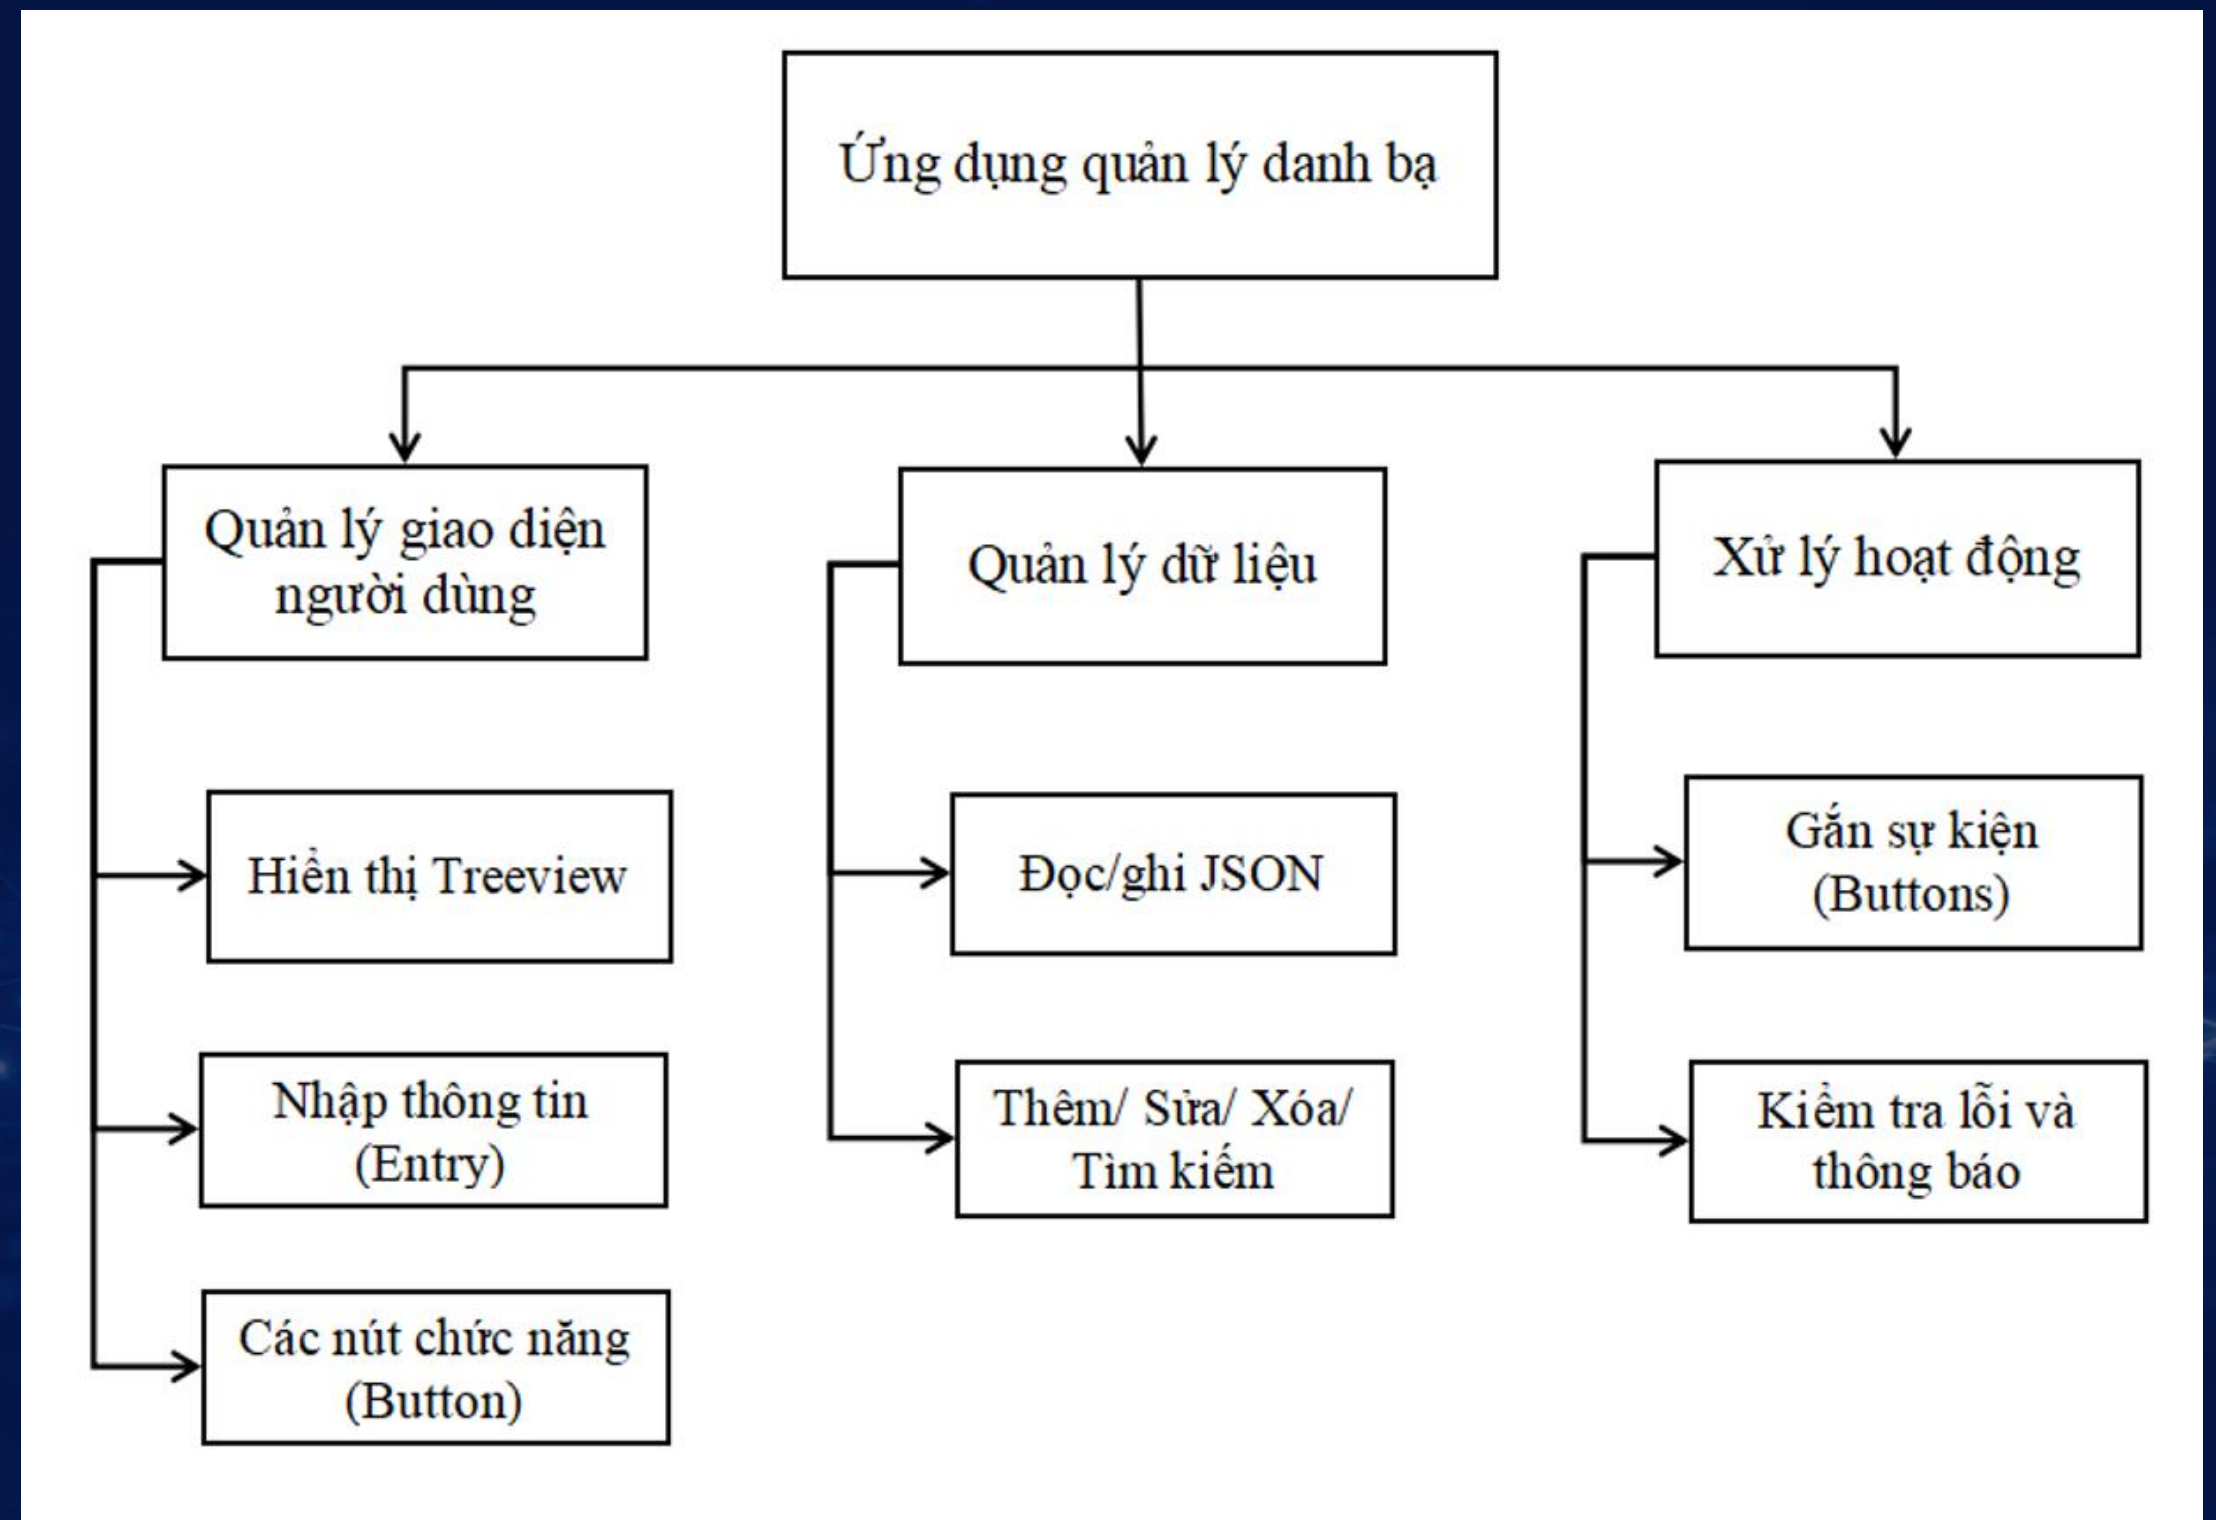 Ứng dụng quản lý danh bạ
Quản lý giao diện
người dùng
Quản lý dữ liệu
Xử lý hoạt động
Hiển thị Treeview
Đọc/ghi JSON
Gắn sự kiện
(Buttons)
Nhập thông tin
(Entry)
Thêm/ Sửa/ Xóa/
Tìm kiếm
Kiểm tra lỗi và
thông báo
Các nút chức năng
(Button)